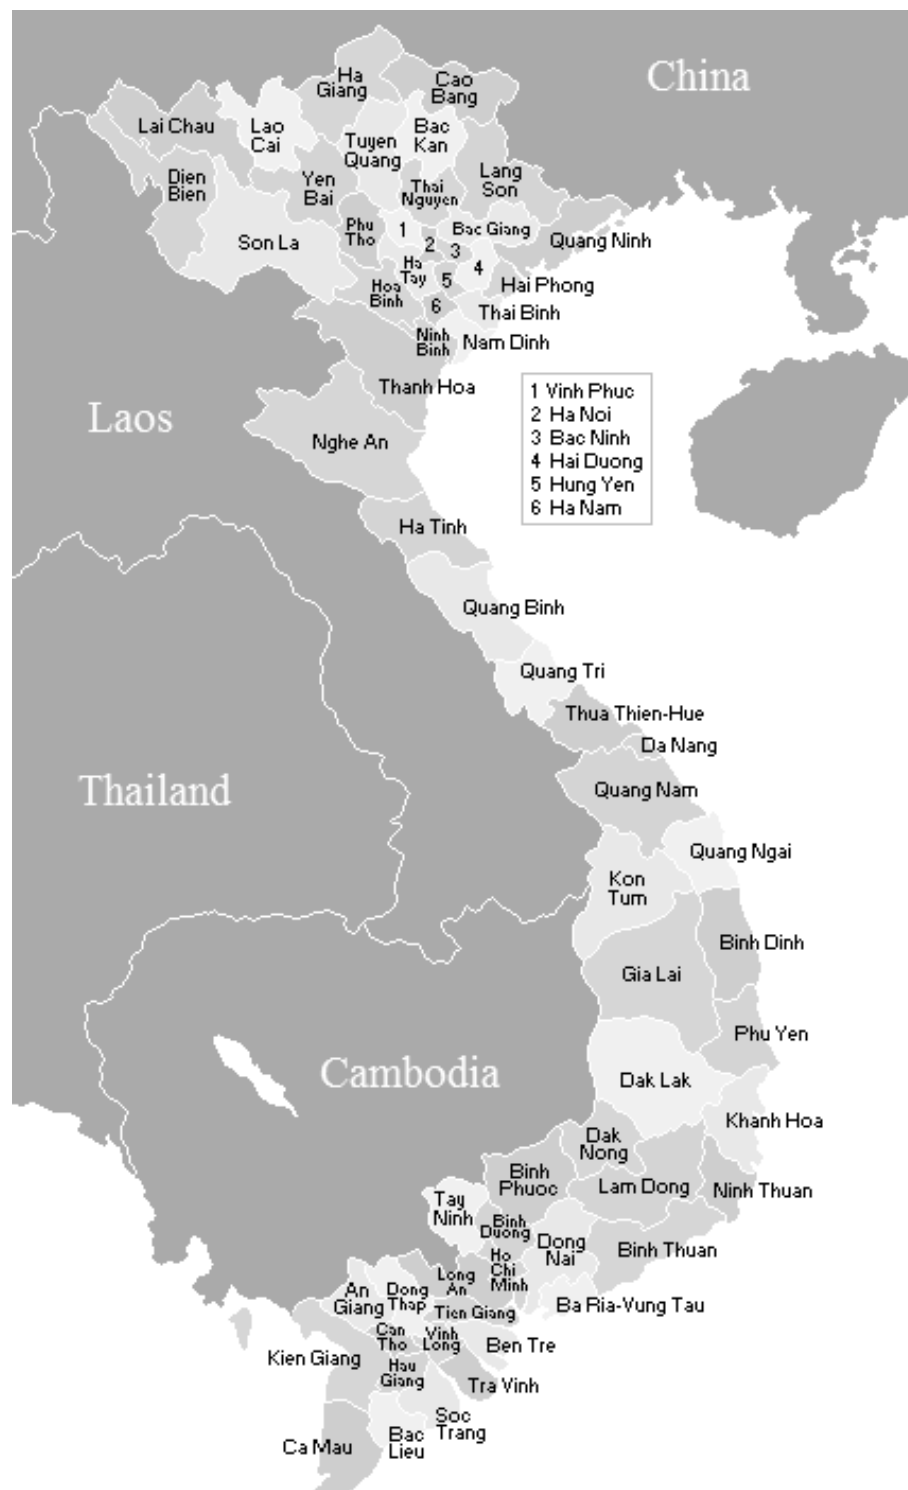 China
Ha
Giang
Cao
Bang
Lai Chau
Lao
Cai
Bac
Kan
Tuyen
Quang
Lang
Son
Dien
Bien
Yen
Bai
Thai
Nguyen
Phu
Tho
1
Bac Giang
Quang Ninh
Son La
2
3
Ha
Tay
4
5
Hai Phong
Hoa
Binh
6
Thai Binh
Ninh
Binh
Nam Dinh
Thanh Hoa
1 Vinh Phuc
2 Ha Noi
3 Bac Ninh
4 Hai Duong
5 Hung Yen
6 Ha Nam
Laos
Nghe An
Ha Tinh
Quang Binh
Quang Tri
Thua Thien-Hue
Da Nang
Thailand
Quang Nam
Quang Ngai
Kon
Tum
Binh Dinh
Gia Lai
Phu Yen
Cambodia
Dak Lak
Khanh Hoa
Dak
Nong
Binh
Phuoc
Lam Dong
Ninh Thuan
Tay
Ninh
Binh
Duong
Dong
Nai
Binh Thuan
Ho
Chi
Minh
Long
An
An
Giang
Dong
Thap
Tien Giang
Ba Ria-Vung Tau
Can
Tho
Vinh
Long
Ben Tre
Kien Giang
Hau
Giang
Tra Vinh
Soc
Trang
Bac
Lieu
Ca Mau